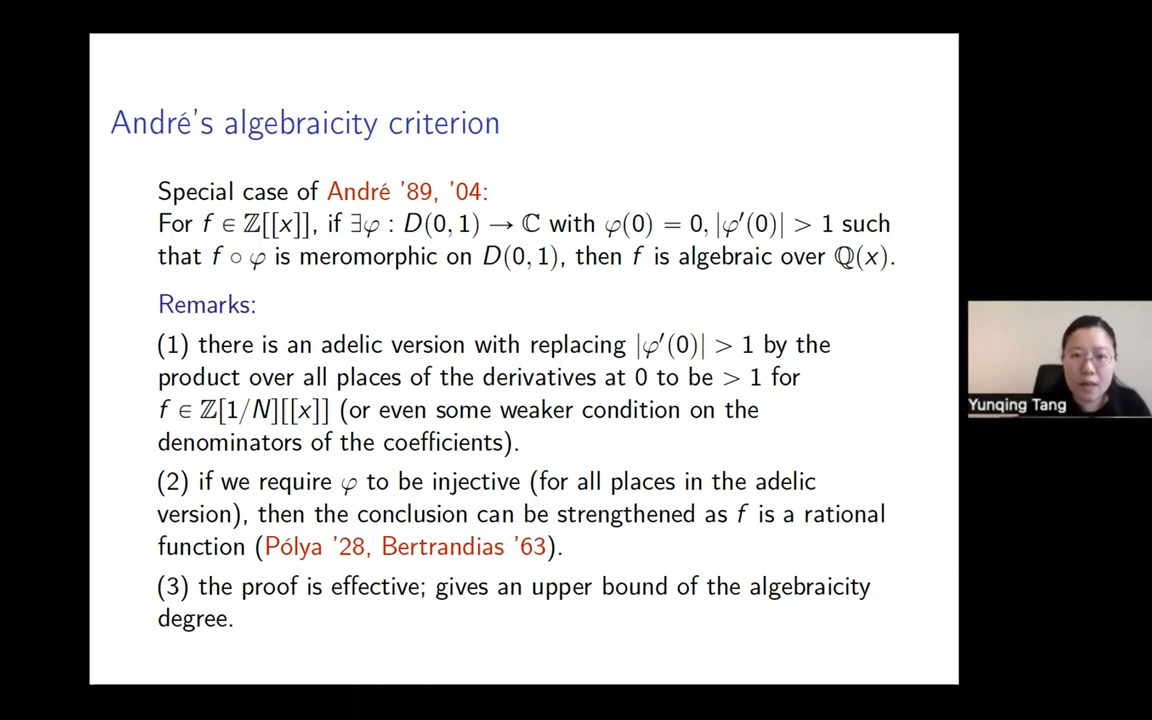 André's algebraicity criterion
Special case of André '89, '04:
For f ∈ ℤ[[x]], if ∃φ : D(0, 1) → ℂ with φ(0) = 0, |φ′(0)| > 1 such
that f ∘ φ is meromorphic on D(0, 1), then f is algebraic over ℚ(x).
Remarks:
(1) there is an adelic version with replacing |φ′(0)| > 1 by the
product over all places of the derivatives at 0 to be > 1 for
f ∈ ℤ[1/N][[x]] (or even some weaker condition on the
denominators of the coefficients).
(2) if we require φ to be injective (for all places in the adelic
version), then the conclusion can be strengthened as f is a rational
function (Pólya '28, Bertrandias '63).
(3) the proof is effective; gives an upper bound of the algebraicity
degree.
Yunqing Tang